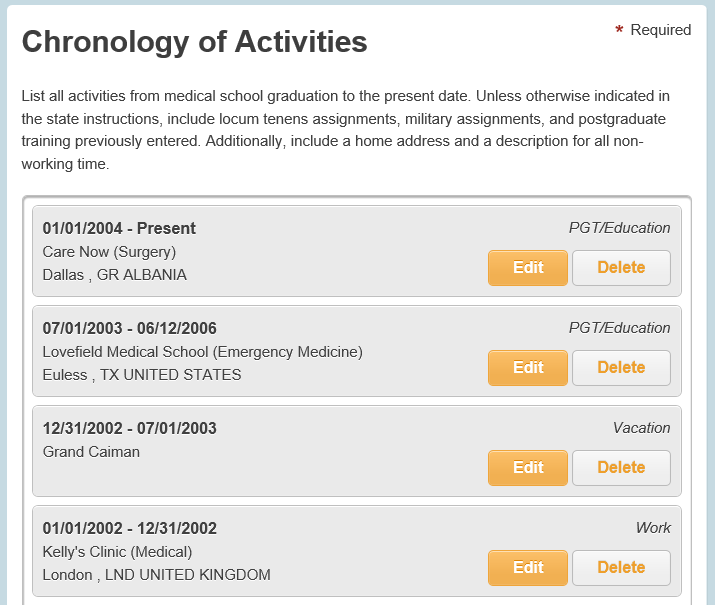 Chronology of Activities
* Required
List all activities from medical school graduation to the present date. Unless otherwise indicated in
the state instructions, include locum tenens assignments, military assignments, and postgraduate
training previously entered. Additionally, include a home address and a description for all non-
working time.
01/01/2004 - Present
PGT/Education
Care Now (Surgery)
Dallas , GR ALBANIA
Edit
Delete
07/01/2003 - 06/12/2006
PGT/Education
Lovefield Medical School (Emergency Medicine)
Euless , TX UNITED STATES
Edit
Delete
12/31/2002 - 07/01/2003
Vacation
Grand Caiman
Edit
Delete
01/01/2002 - 12/31/2002
Work
Kelly's Clinic (Medical)
London , LND UNITED KINGDOM
Edit
Delete